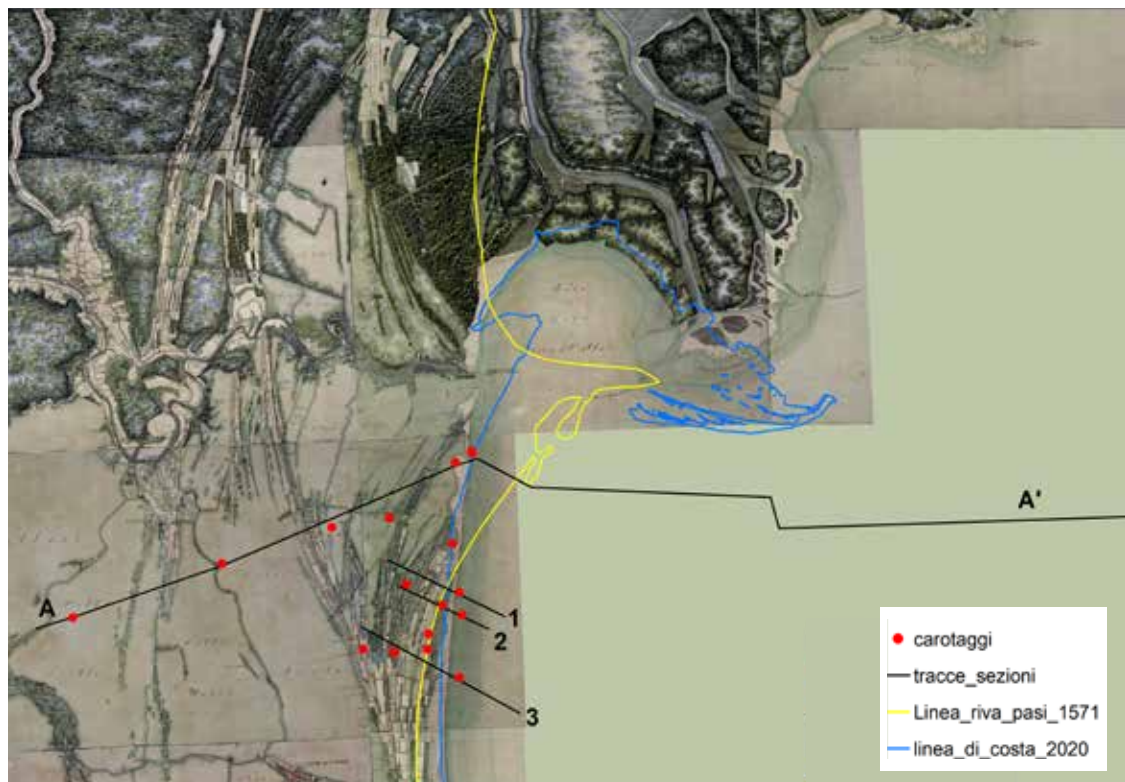 A
A'
1
2
3
carotaggi
tracce_sezioni
Linea_riva_pasi_1571
linea_di_costa_2020